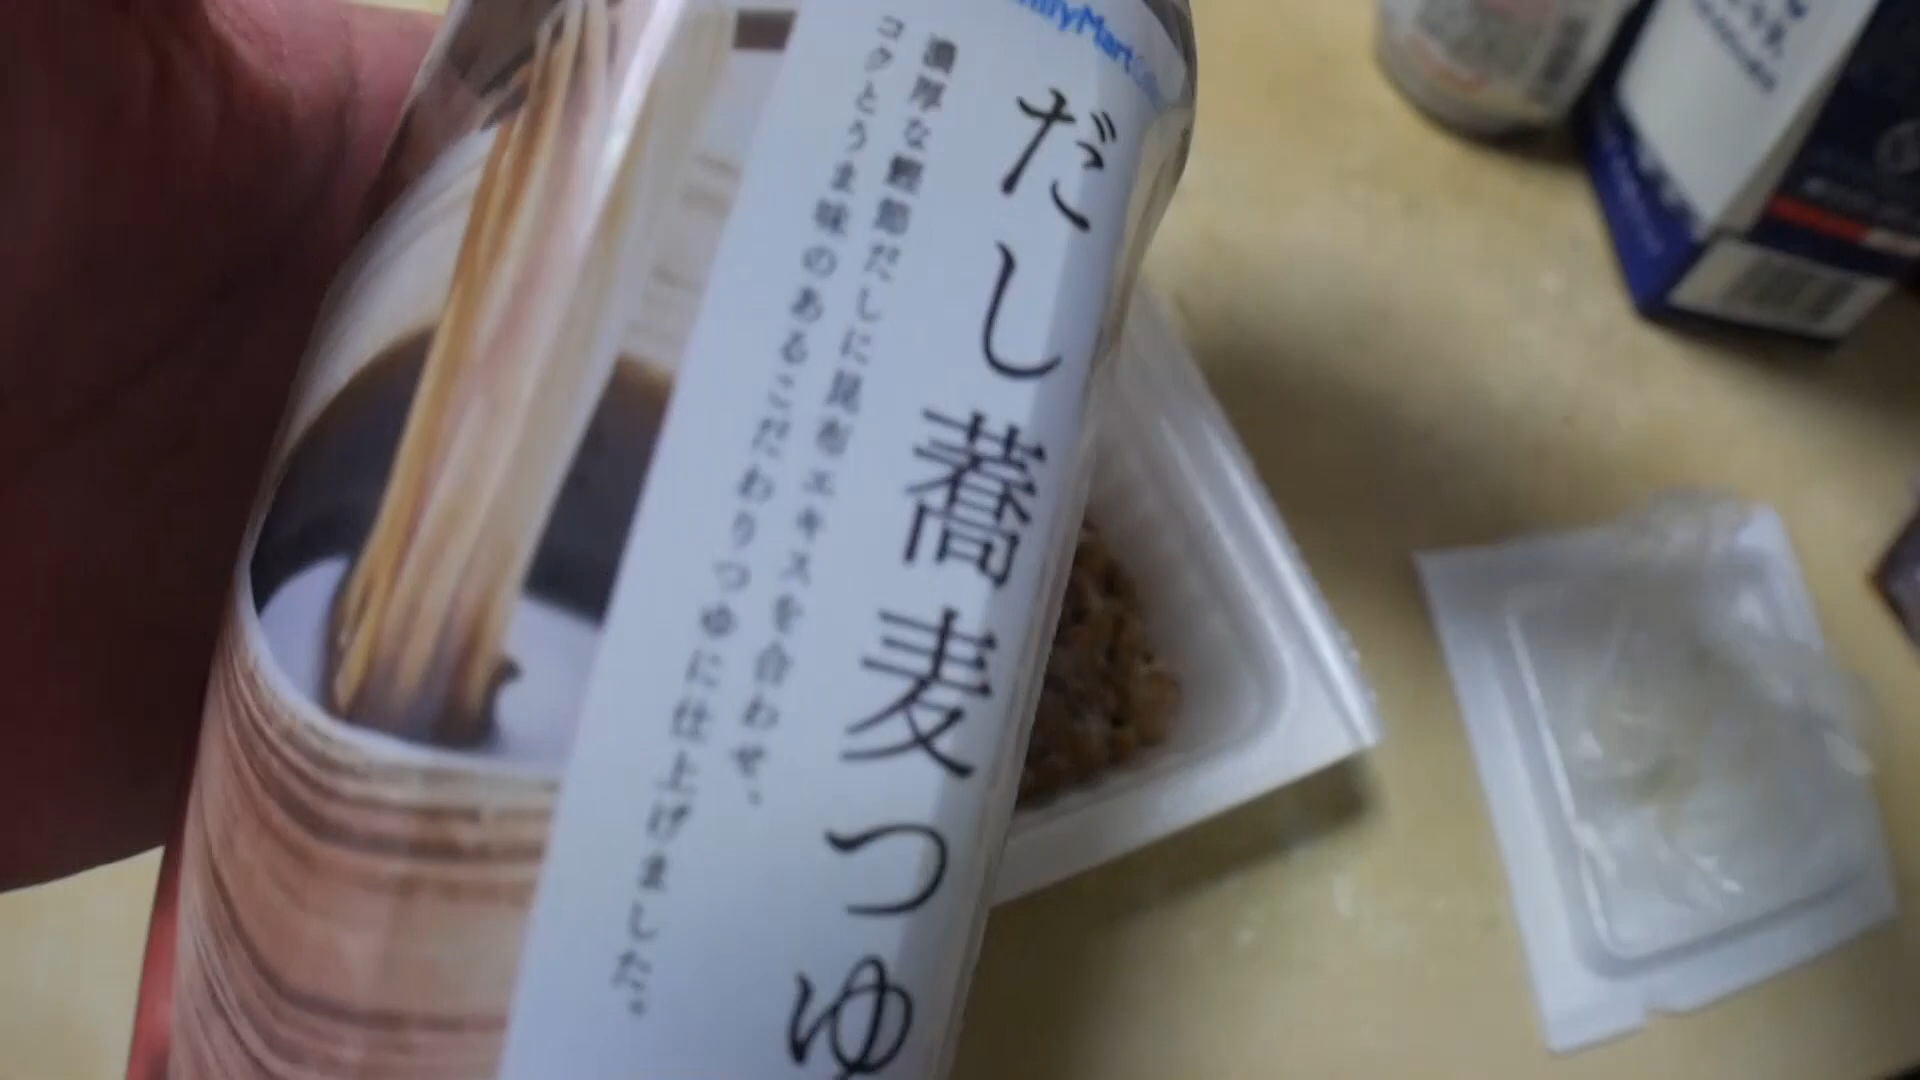 だし蕎麦つゆ
濃厚な鰹節だしに昆布エキスを合わせ、
コクとうま味のあるこだわりつゆに仕上げました。